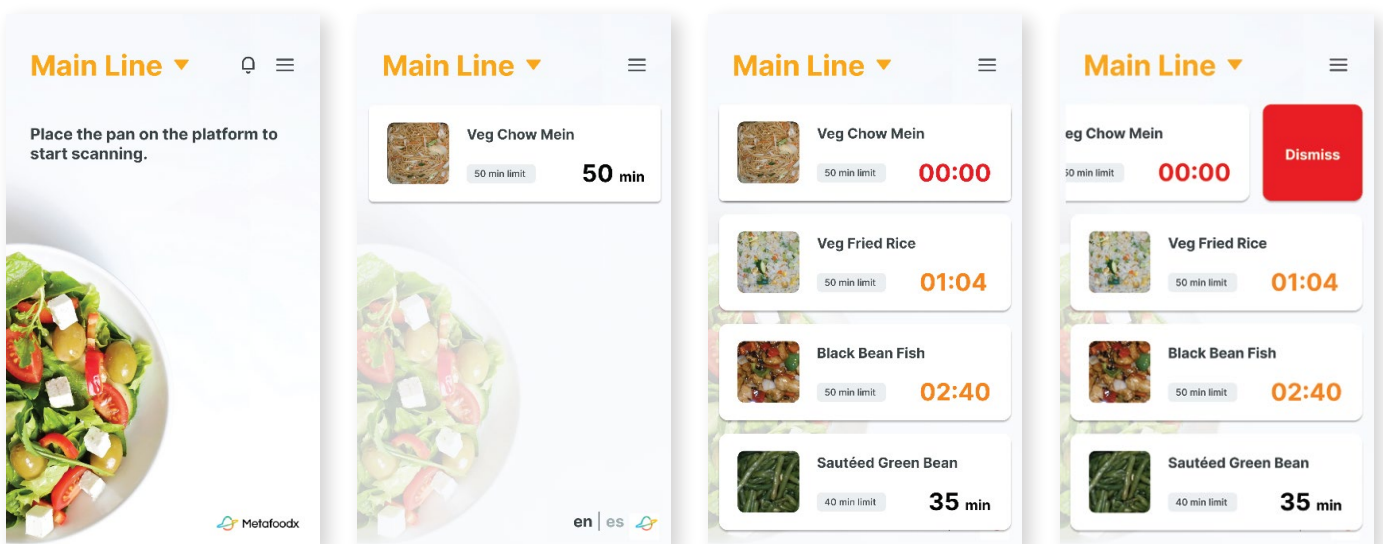 Main Line
Place the pan on the platform to
start scanning.
Metafoodx
Main Line
Veg Chow Mein
50 min limit
50 min
en | es
Main Line
Veg Chow Mein
50 min limit
00:00
Veg Fried Rice
50 min limit
01:04
Black Bean Fish
50 min limit
02:40
Sautéed Green Bean
40 min limit
35 min
Main Line
eg Chow Mein
50 min limit
00:00
Dismiss
Veg Fried Rice
50 min limit
01:04
Black Bean Fish
50 min limit
02:40
Sautéed Green Bean
40 min limit
35 min